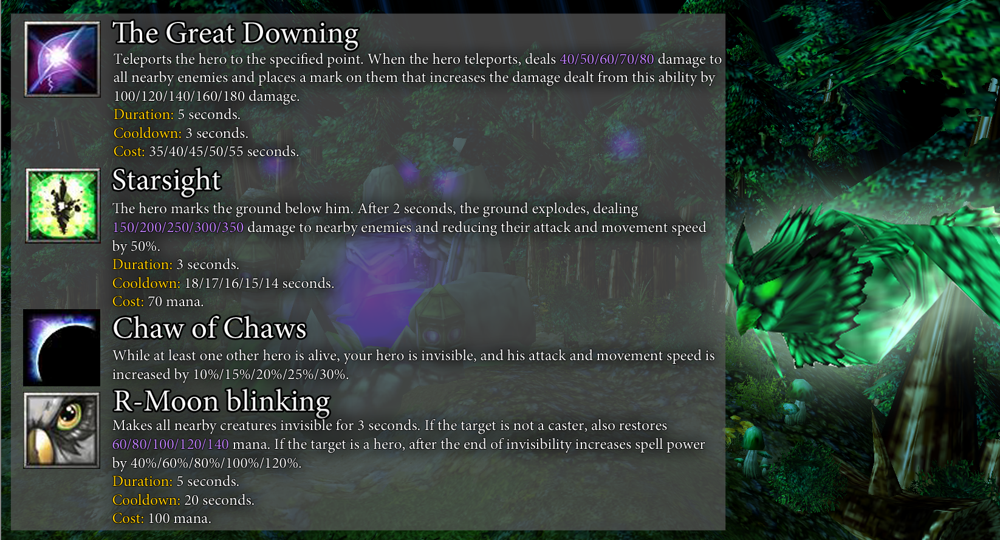 The Great Downing
Teleports the hero to the specified point. When the hero teleports, deals 40/50/60/70/80 damage to
all nearby enemies and places a mark on them that increases the damage dealt from this ability by
100/120/140/160/180 damage.
Duration: 5 seconds.
Cooldown: 3 seconds.
Cost: 35/40/45/50/55 seconds.
Starsight
The hero marks the ground below him. After 2 seconds, the ground explodes, dealing
150/200/250/300/350 damage to nearby enemies and reducing their attack and movement speed
by 50%.
Duration: 3 seconds.
Cooldown: 18/17/16/15/14 seconds.
Cost: 70 mana.
Chaw of Chaws
While at least one other hero is alive, your hero is invisible, and his attack and movement speed is
increased by 10%/15%/20%/25%/30%.
R-Moon blinking
Makes all nearby creatures invisible for 3 seconds. If the target is not a caster, also restores
60/80/100/120/140 mana. If the target is a hero, after the end of invisibility increases spell power
by 40%/60%/80%/100%/120%.
Duration: 5 seconds.
Cooldown: 20 seconds.
Cost: 100 mana.